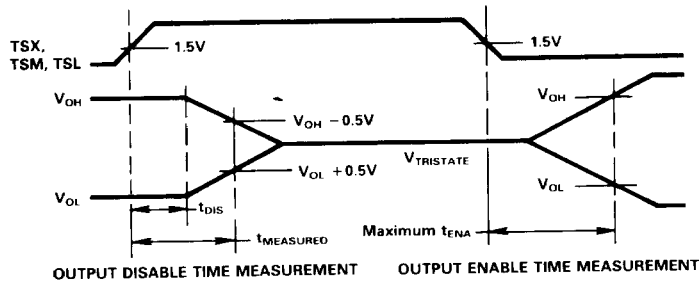 TSX,
TSM, TSL
1.5V
1.5V
VOH
VOH −0.5V
VOH
VTRISTATE
VOL +0.5V
VOL
VOL
tDIS
tMEASURED
Maximum tENA
OUTPUT DISABLE TIME MEASUREMENT
OUTPUT ENABLE TIME MEASUREMENT